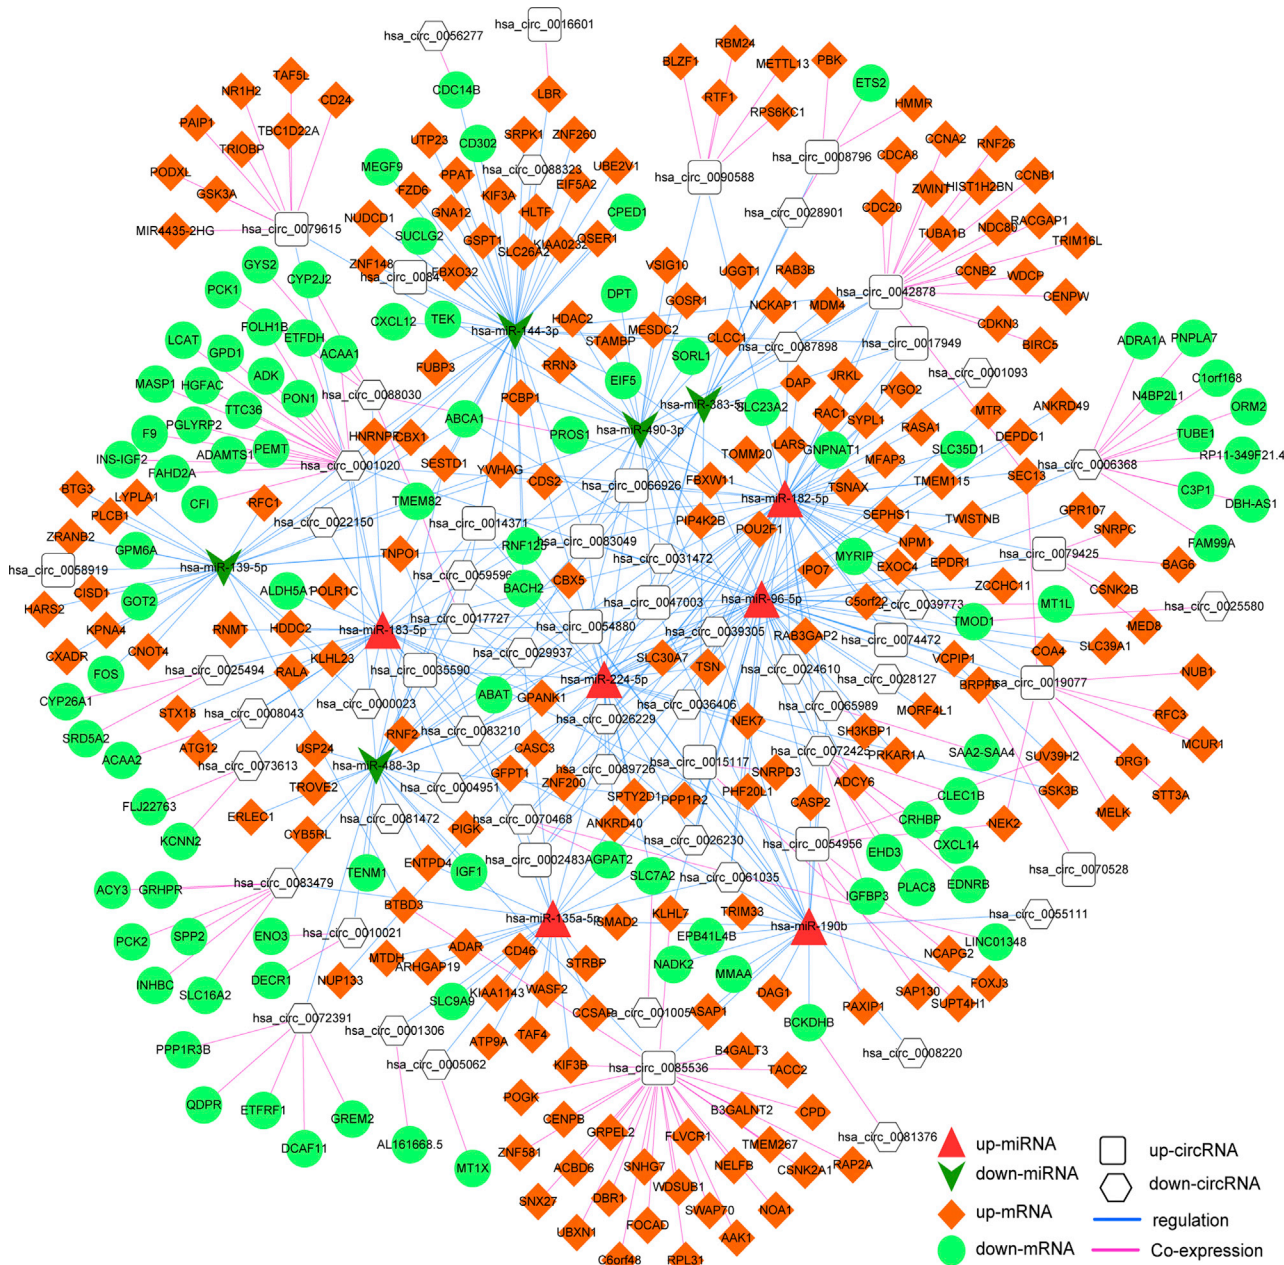 hsa_circ_0016601
hsa_circ_0056277
RBM24
BLZF1
METTL13
PBK
TAF5L
NR1H2
CD24
CDC14B
LBR
RTF1
ETS2
HMMR
RPS6KC1
PAIP1
TBC1D22A
TRIOBP
UTP23
CD302
SRPK1
ZNF260
CCNA2
RNF26
hsa_circ_0008796
CDCA8
MEGF9
PPAT
hsa_circ_0088323
UBE2V1
hsa_circ_0090588
PODXL
GSK3A
FZD6
KIF3A
EIF5A2
ZWINT
HIST1H2BN
CCNB1
NUDCD1
GNA12
HLTF
CPED1
hsa_circ_0028901
CDC20
NDC80
RACGAP1
MIR4435-2HG
hsa_circ_0079615
SUCLG2
GSPT1
SLC26A2
KIAA0232
OSER1
TUBA1B
TRIM16L
GYS2
CYP2J2
ZNF148
FBXO32
VSIG10
UGGT1
RAB3B
CCNB2
WDCP
PCK1
DPT
GOSR1
NCKAP1
MDM4
hsa_circ_0042878
CENPW
FOLH1B
ETFDH
CXCL12
TEK
hsa-miR-144-3p
HDAC2
STAMBP
MESDC2
CLCC1
CDKN3
LCAT
GPD1
ACAA1
RRN3
SORL1
hsa_circ_0087898
hsa_circ_0017949
BIRC5
ADRA1A
PNPLA7
FUBP3
MASP1
HGFAC
ADK
EIF5
DAP
JRKL
hsa_circ_0001093
C1orf168
PON1
hsa_circ_0088030
PCBP1
PYGO2
N4BP2L1
ORM2
TTC36
ABCA1
SLC23A2
RAC1
SYPL1
MTR
ANKRD49
F9
PGLYRP2
PEMT
HNRNPF
CBX1
PROS1
hsa-miR-490-3p
RASA1
TUBE1
INS-IGF2
ADAMTS1
SESTD1
YWHAG
LARS
GNPNAT1
SLC35D1
DEPDC1
hsa_circ_0006368
RP11-349F21.4
FAHD2A
hsa_circ_0001020
CDS2
TOMM20
MFAP3
TMEM115
SEC13
C3P1
DBH-AS1
BTG3
LYPLA1
CFI
RFC1
TMEM82
hsa_circ_0066926
FBXW11
hsa-miR-182-5p
TSNAX
GPR107
PLCB1
hsa_circ_0022150
hsa_circ_0014371
PIP4K2B
POU2F1
SEPHS1
TWISTNB
SNRPC
ZRANB2
GPM6A
hsa_circ_0083049
NPM1
FAM99A
hsa_circ_0058919
hsa-miR-139-5p
TNPO1
hsa_circ_0031472
MYRIP
EXOC4
EPDR1
hsa_circ_0079425
BAG6
CISD1
GOT2
ALDH5A1
POLR1C
hsa_circ_0059596
BACH2
CBX5
IPO7
ZCCHC11
CSNK2B
HARS2
hsa_circ_0047003
hsa-miR-96-5p
C5orf22
hsa_circ_0039773
MT1L
hsa_circ_0025580
KPNA4
RNMT
HDDC2
hsa_circ_0017727
TMOD1
MED8
CXADR
CNOT4
hsa-miR-183-5p
hsa_circ_0054880
hsa_circ_0039305
RAB3GAP2
hsa_circ_0074472
COA4
SLC39A1
FOS
KLHL23
hsa_circ_0029937
SLC30A7
TSN
VCPIP1
hsa_circ_0025494
RALA
hsa_circ_0035590
hsa_circ_0024610
NUB1
CYP26A1
hsa-miR-224-5p
hsa_circ_0028127
hsa_circ_0019077
ABAT
GPANK1
hsa_circ_0036406
hsa_circ_0065989
MORF4L1
STX18
hsa_circ_0008043
hsa_circ_0000023
hsa_circ_0026229
NEK7
RFC3
SRD5A2
RNF2
hsa_circ_0083210
SH3KBP1
MCUR1
ATG12
USP24
CASC3
SAA2-SAA4
ACAA2
PRKAR1A
SUV39H2
DRG1
hsa_circ_0073613
hsa-miR-488-3p
GFPT1
hsa_circ_0089726
hsa_circ_0015117
SNRPD3
TROVE2
hsa_circ_0004951
ZNF200
PHF20L1
ADCY6
CLEC1B
GSK3B
STT3A
FLJ22763
SPTY2D1
PPP1R2
CASP2
MELK
ERLEC1
hsa_circ_0081472
hsa_circ_0070468
ANKRD40
CRHBP
NEK2
CYB5RL
PIGK
hsa_circ_0026230
hsa_circ_0054956
CXCL14
KCNN2
EHD3
ENTPD4
AGPAT2
hsa_circ_0070528
TENM1
IGF1
hsa_circ_0002483
SLC7A2
hsa_circ_0061035
PLAC8
EDNRB
ACY3
GRHPR
hsa_circ_0083479
IGFBP3
BTBD3
KLHL7
TRIM33
hsa_circ_0055111
hsa-miR-135a-5p
SMAD2
hsa-miR-190b
PCK2
SPP2
ENO3
hsa_circ_0010021
EPB41L4B
LINC01348
ADAR
CD46
NCAPG2
MTDH
ARHGAP19
STRBP
NADK2
MMAA
INHBC
DECR1
NUP133
FOXJ3
SLC16A2
KIAA1143
WASF2
DAG1
SAP130
SLC9A9
PAXIP1
SUPT4H1
hsa_circ_0072391
ASAP1
hsa_circ_0001306
TAF4
BCKDHB
ATP9A
PPP1R3B
B4GALT3
hsa_circ_0008220
hsa_circ_0005062
KIF3B
hsa_circ_0085536
TACC2
POGK
QDPR
ETFRF1
GREM2
CENPB
B3GALNT2
CPD
GRPEL2
FLVCR1
hsa_circ_0081376
DCAF11
AL161668.5
ZNF581
TMEM267
up-miRNA
up-circRNA
MT1X
ACBD6
SNHG7
NELFB
CSNK2A1
RAP2A
down-miRNA
down-circRNA
SNX27
DBR1
WDSUB1
SWAP70
NOA1
up-mRNA
regulation
UBXN1
FOCAD
AAK1
C6orf48
RPL31
down-mRNA
Co-expression